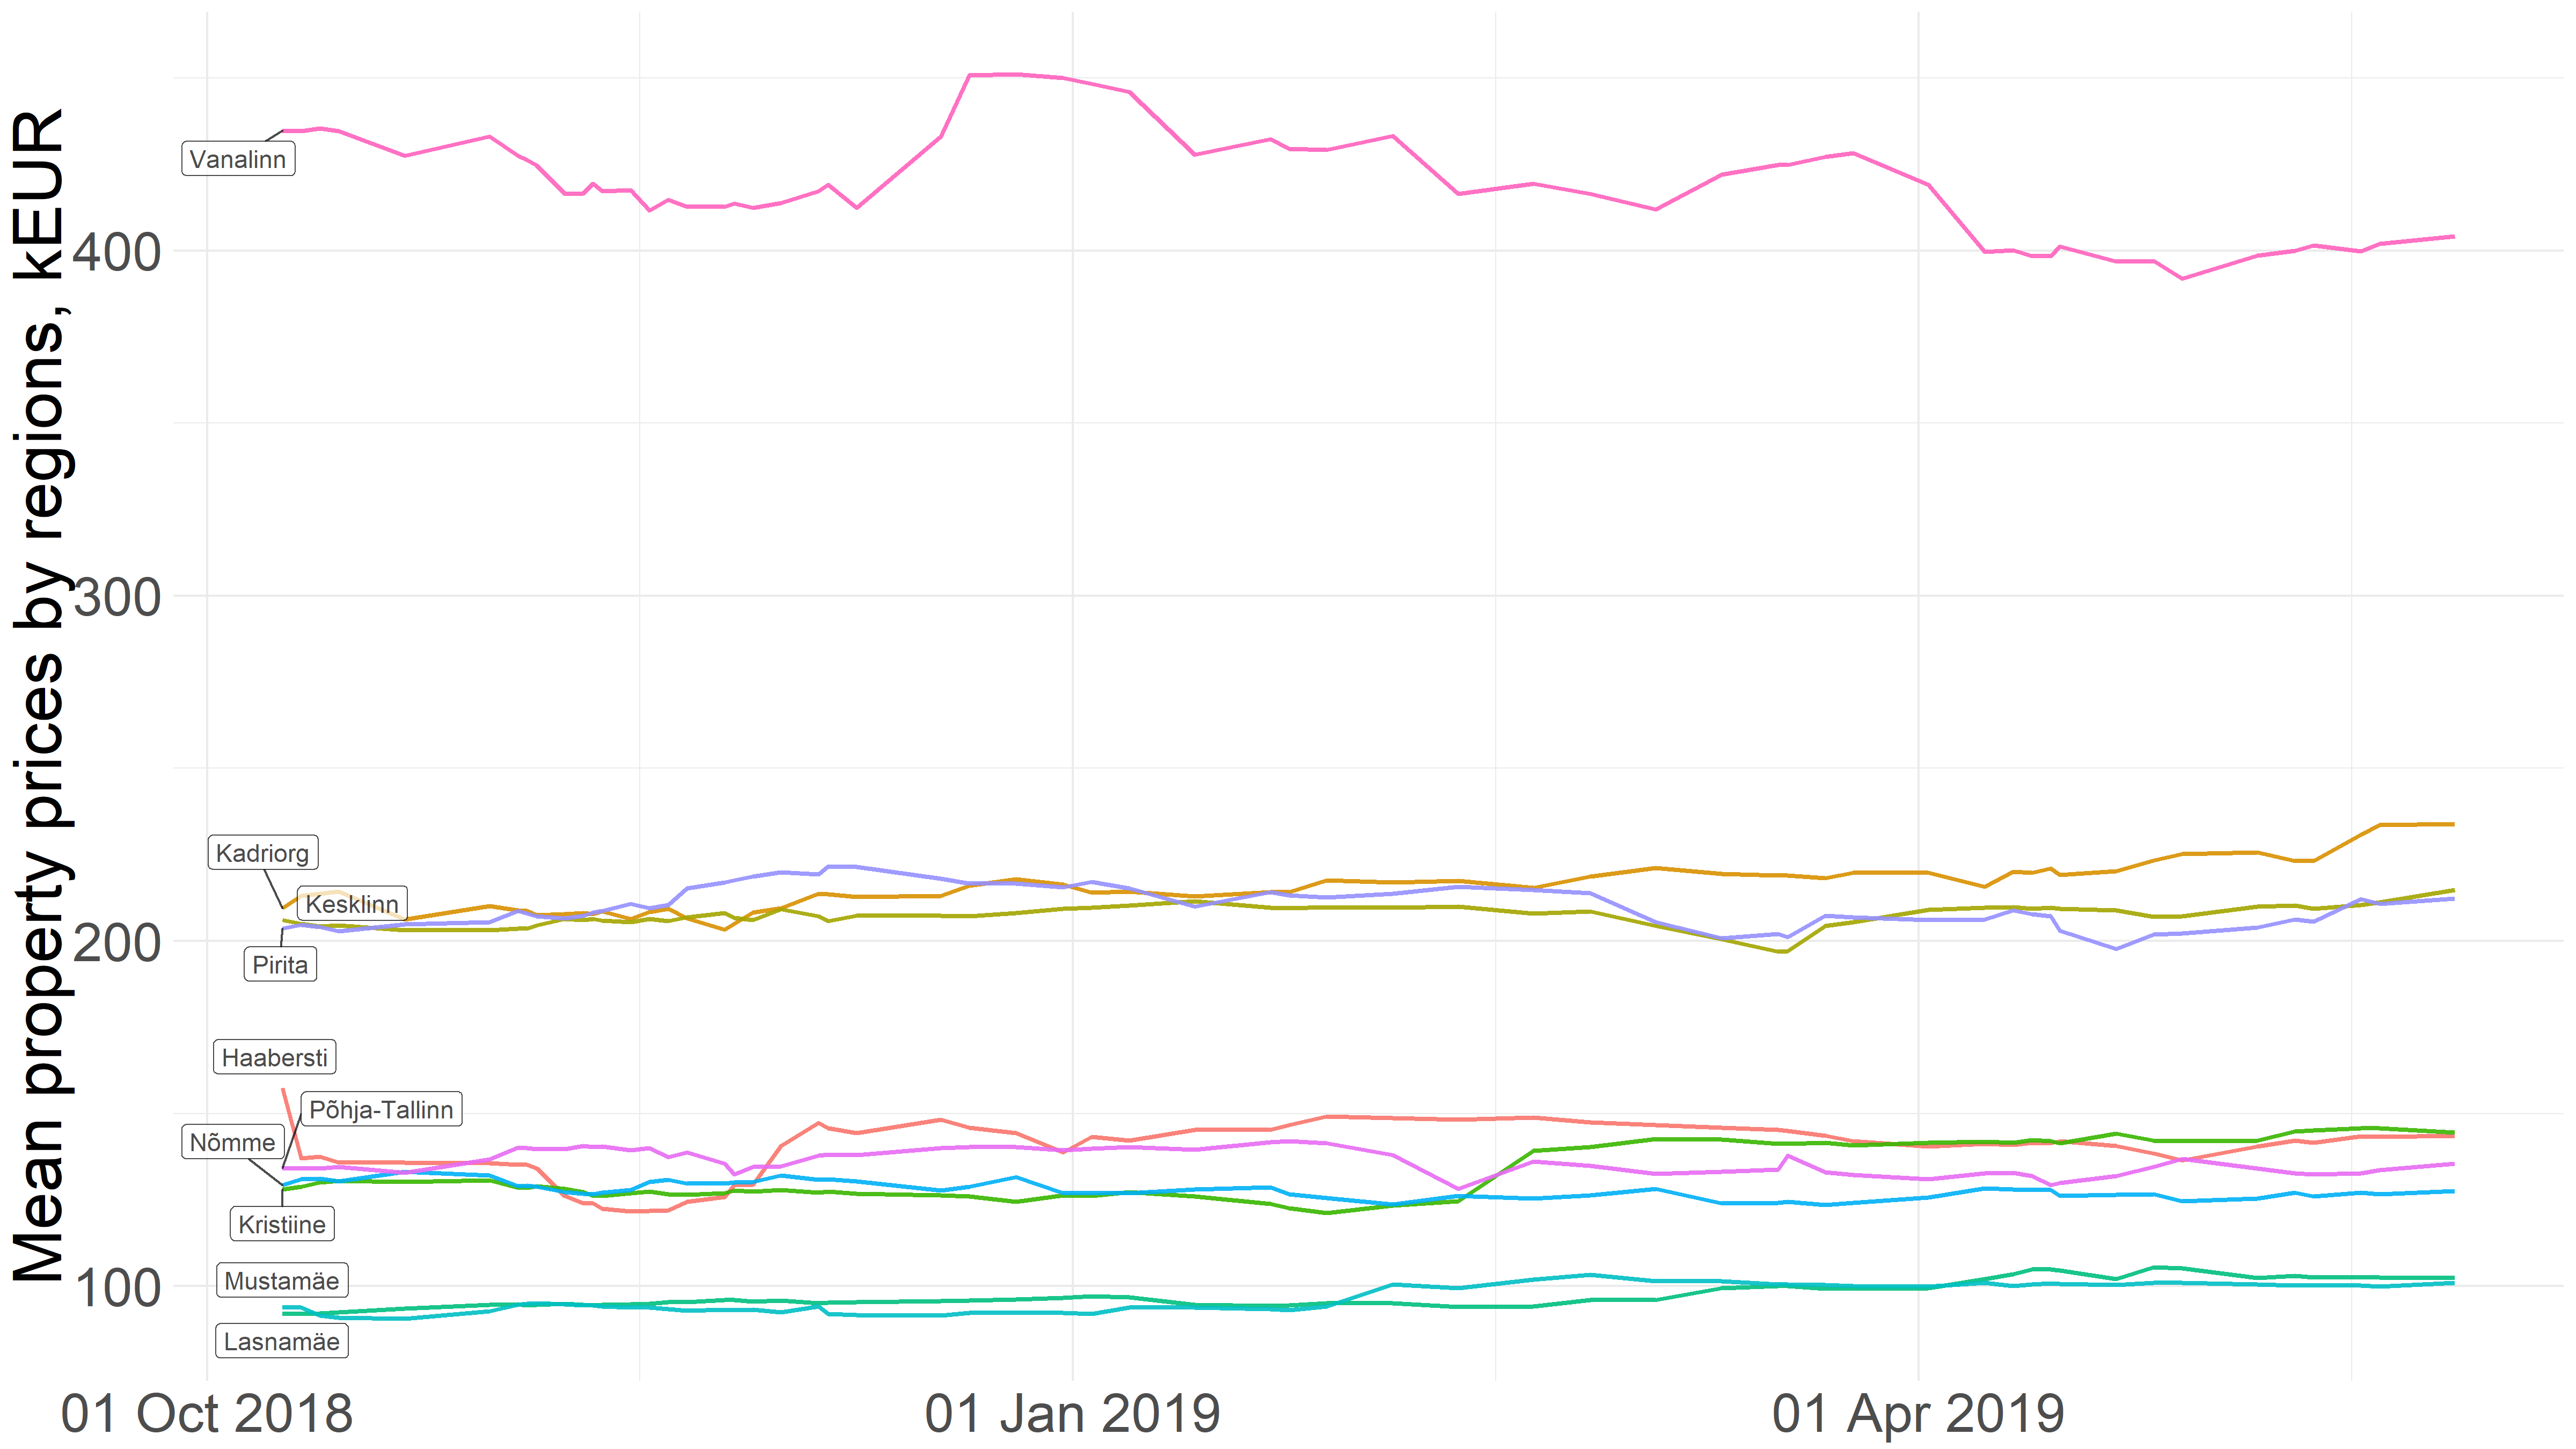 Mean property prices by regions, kEUR
400
300
200
100
Vanalinn
Kadriorg
Kesklinn
Pirita
Haabersti
Põhja-Tallinn
Nõmme
Kristiine
Mustamäe
Lasnamäe
01 Oct 2018
01 Jan 2019
01 Apr 2019